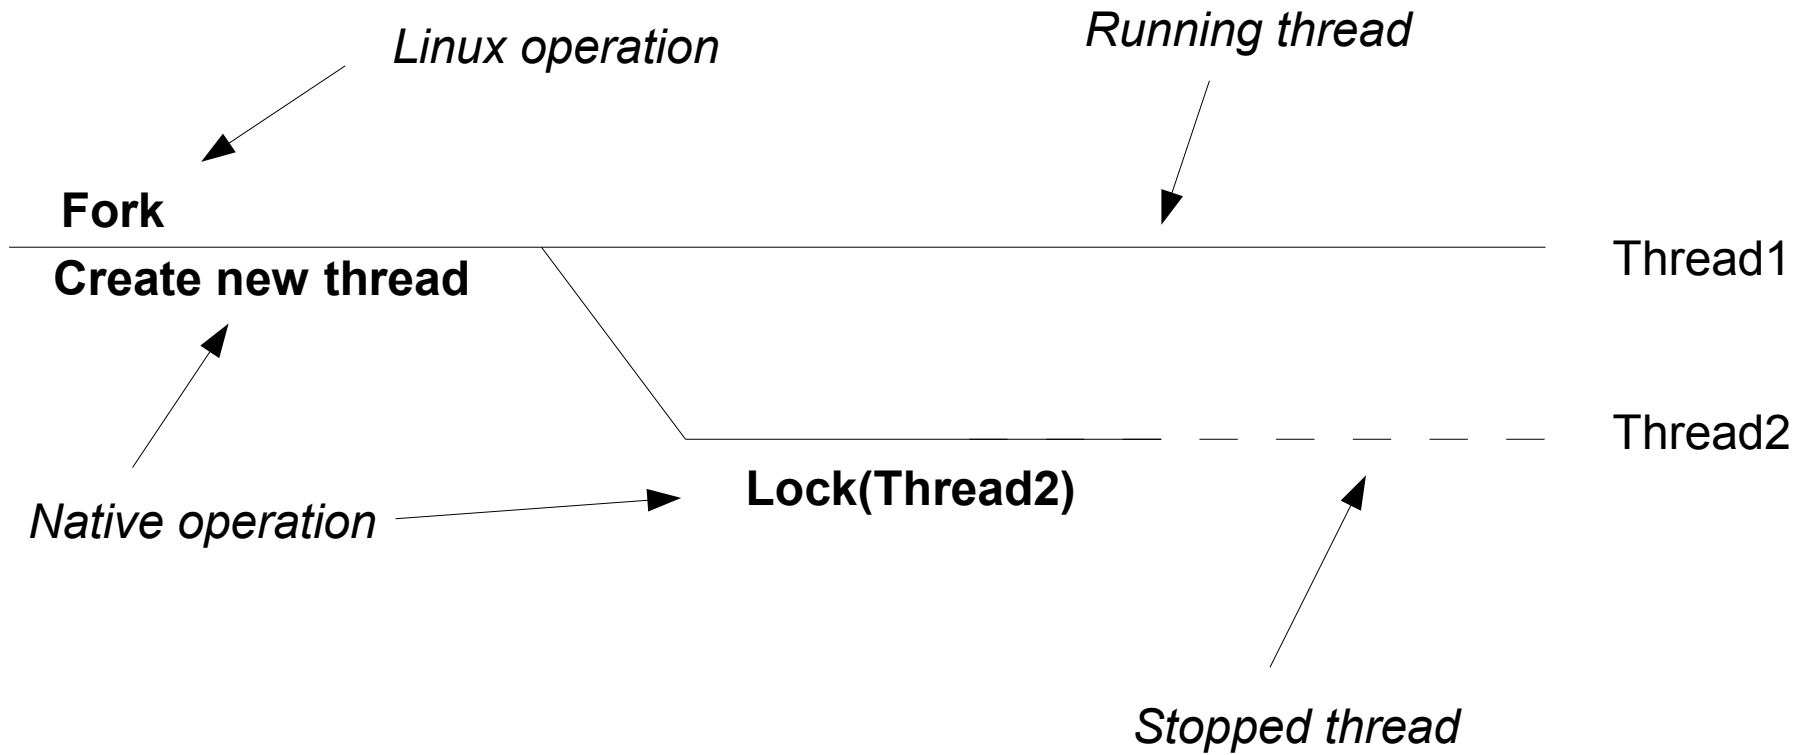 Linux operation
Running thread
Fork
Create new thread
Thread1
Thread2
Lock(Thread2)
Native operation
Stopped thread